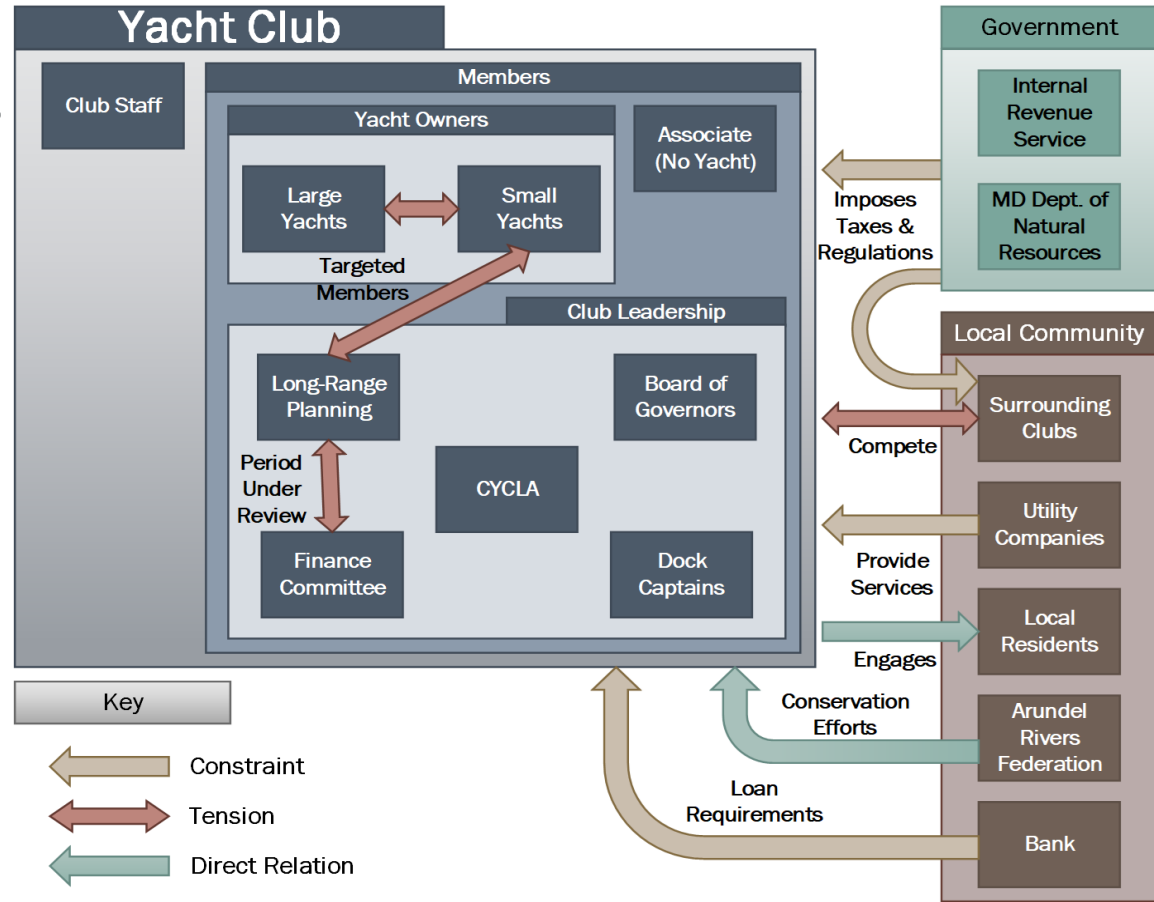 Yacht Club
Club Staff
Members
Yacht Owners
Associate
(No Yacht)
Large
Yachts
Small
Yachts
Targeted
Members
Club Leadership
Long-Range
Planning
Board of
Governors
Period
Under
Review
CYCLA
Finance
Committee
Dock
Captains
Government
Internal
Revenue
Service
MD Dept. of
Natural
Resources
Imposes
Taxes &
Regulations
Local Community
Surrounding
Clubs
Compete
Utility
Companies
Provide
Services
Local
Residents
Engages
Arundel
Rivers
Federation
Conservation
Efforts
Bank
Loan
Requirements
Key
Constraint
Tension
Direct Relation